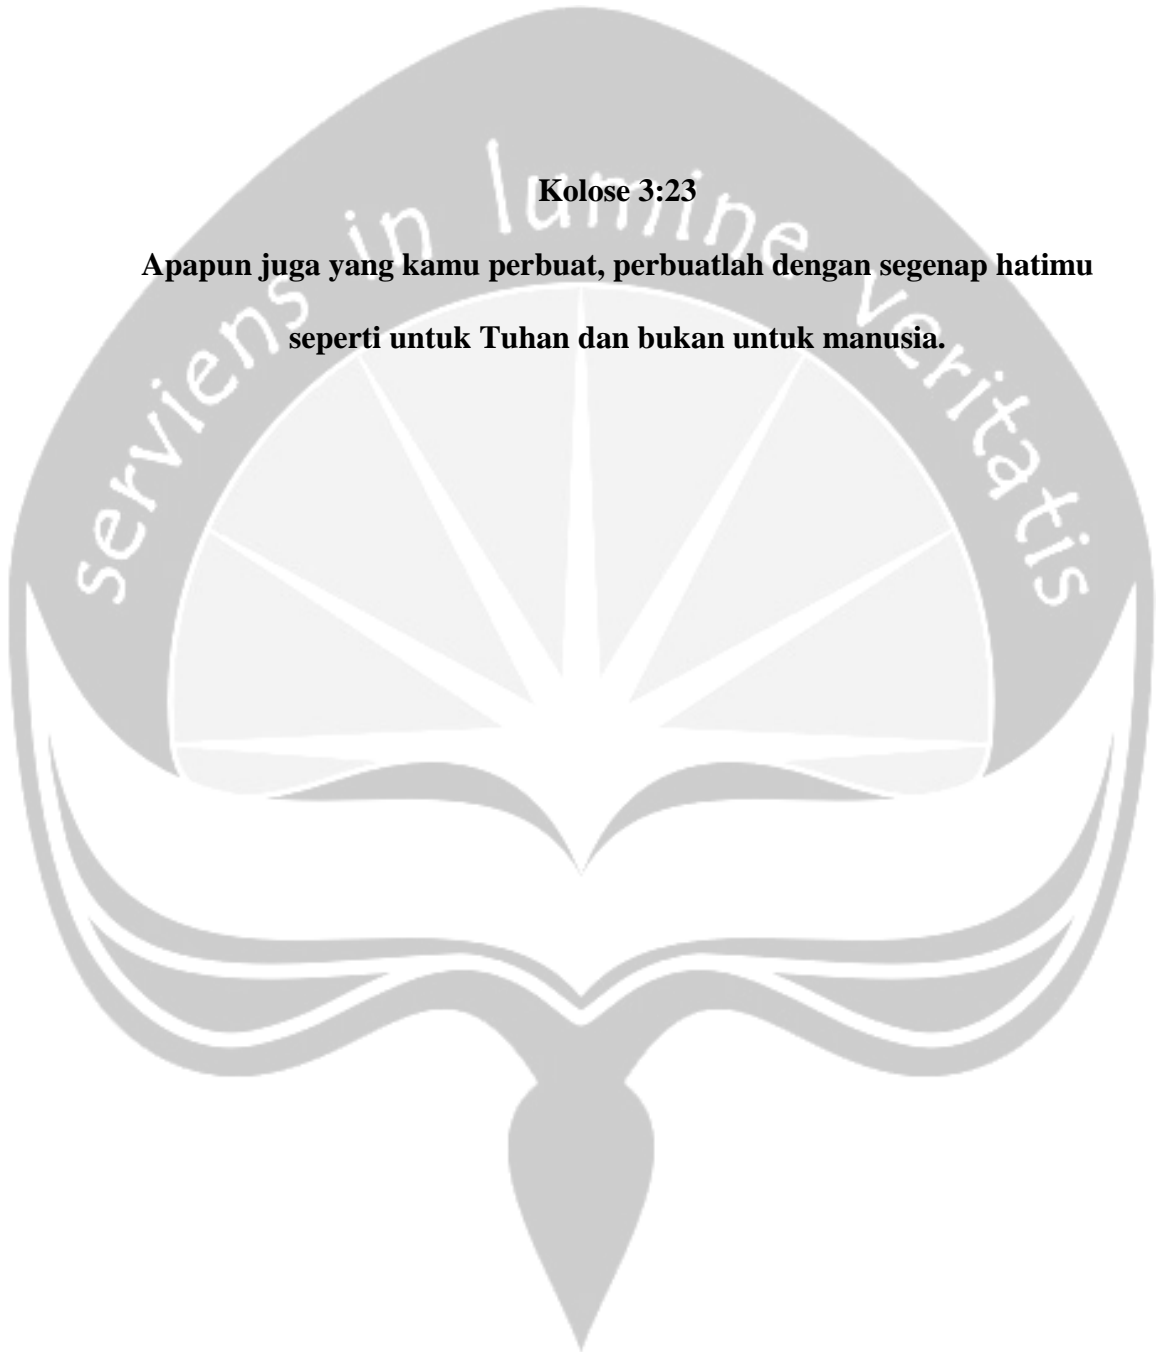 Kolose 3:23
Apapun juga yang kamu perbuat, perbuatlah dengan segenap hatimu
seperti untuk Tuhan dan bukan untuk manusia.
serviens in lumine veritatis